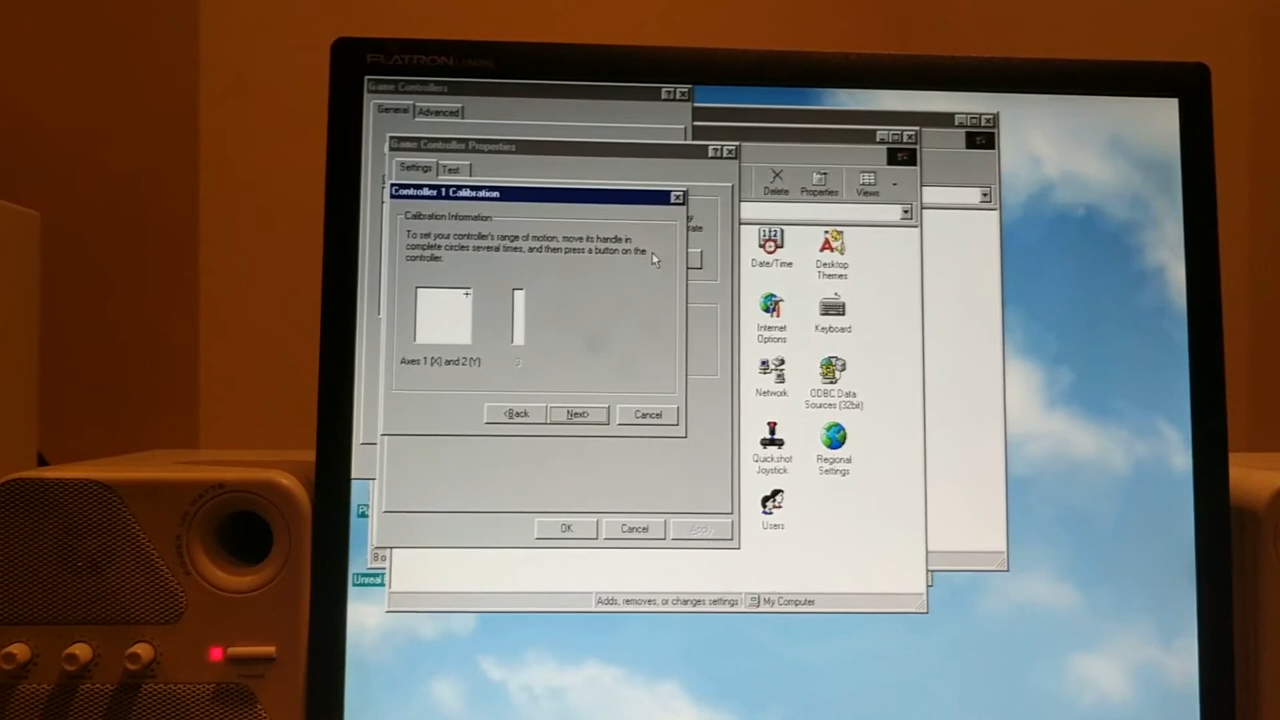 FLATRON
Game Controllers
General
Advanced
Game Controller Properties
Settings
Test
Controller 1 Calibration
Calibration Information
To set your controller's range of motion, move its handle in
complete circles several times, and then press a button on the
controller.
Axes 1 (X) and 2 (Y)
3
<Back
Next>
Cancel
OK
Cancel
Apply
Delete
Properties
Views
Date/Time
Desktop
Themes
Internet
Options
Keyboard
Network
ODBC Data
Sources (32bit)
Quickshot
Joystick
Regional
Settings
Users
Adds, removes, or changes settings
My Computer
Unreal